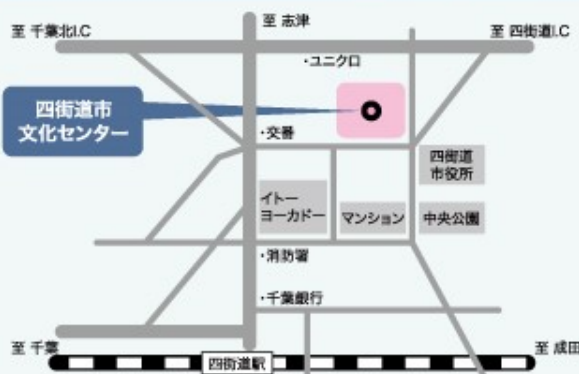 至 志津
至 千葉北I.C
至 四街道I.C
・ユニクロ
四街道市
文化センター
・交番
四街道
市役所
イトー
ヨーカドー
マンション
中央公園
・消防署
・千葉銀行
至 千葉
至 成田
四街道駅